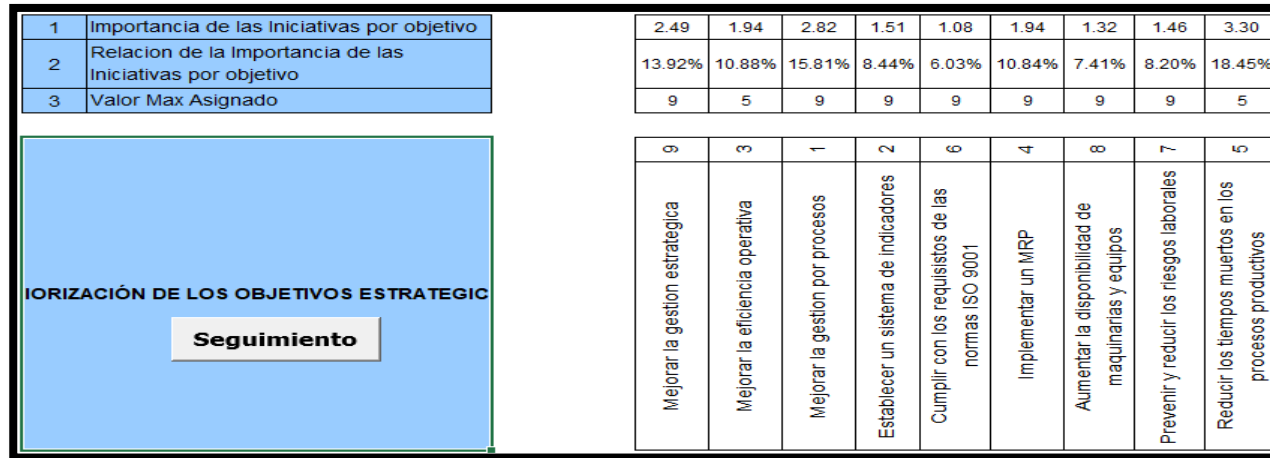 1 Importancia de las Iniciativas por objetivo 2.49 1.94 2.82 1.51 1.08 1.94 1.32 1.46 3.30
2 Relacion de la Importancia de las
Iniciativas por objetivo 13.92% 10.88% 15.81% 8.44% 6.03% 10.84% 7.41% 8.20% 18.45%
3 Valor Max Asignado 9 5 9 9 9 9 9 9 5
9 3 1 2 6 4 8 7 5
IORIZACIÓN DE LOS OBJETIVOS ESTRATEGIC
Seguimiento
Mejorar la gestion estrategica
Mejorar la eficiencia operativa
Mejorar la gestion por procesos
Establecer un sistema de indicadores
Cumplir con los requisistos de las
normas ISO 9001
Implementar un MRP
Aumentar la disponibilidad de
maquinarias y equipos
Prevenir y reducir los riesgos laborales
Reducir los tiempos muertos en los
procesos productivos